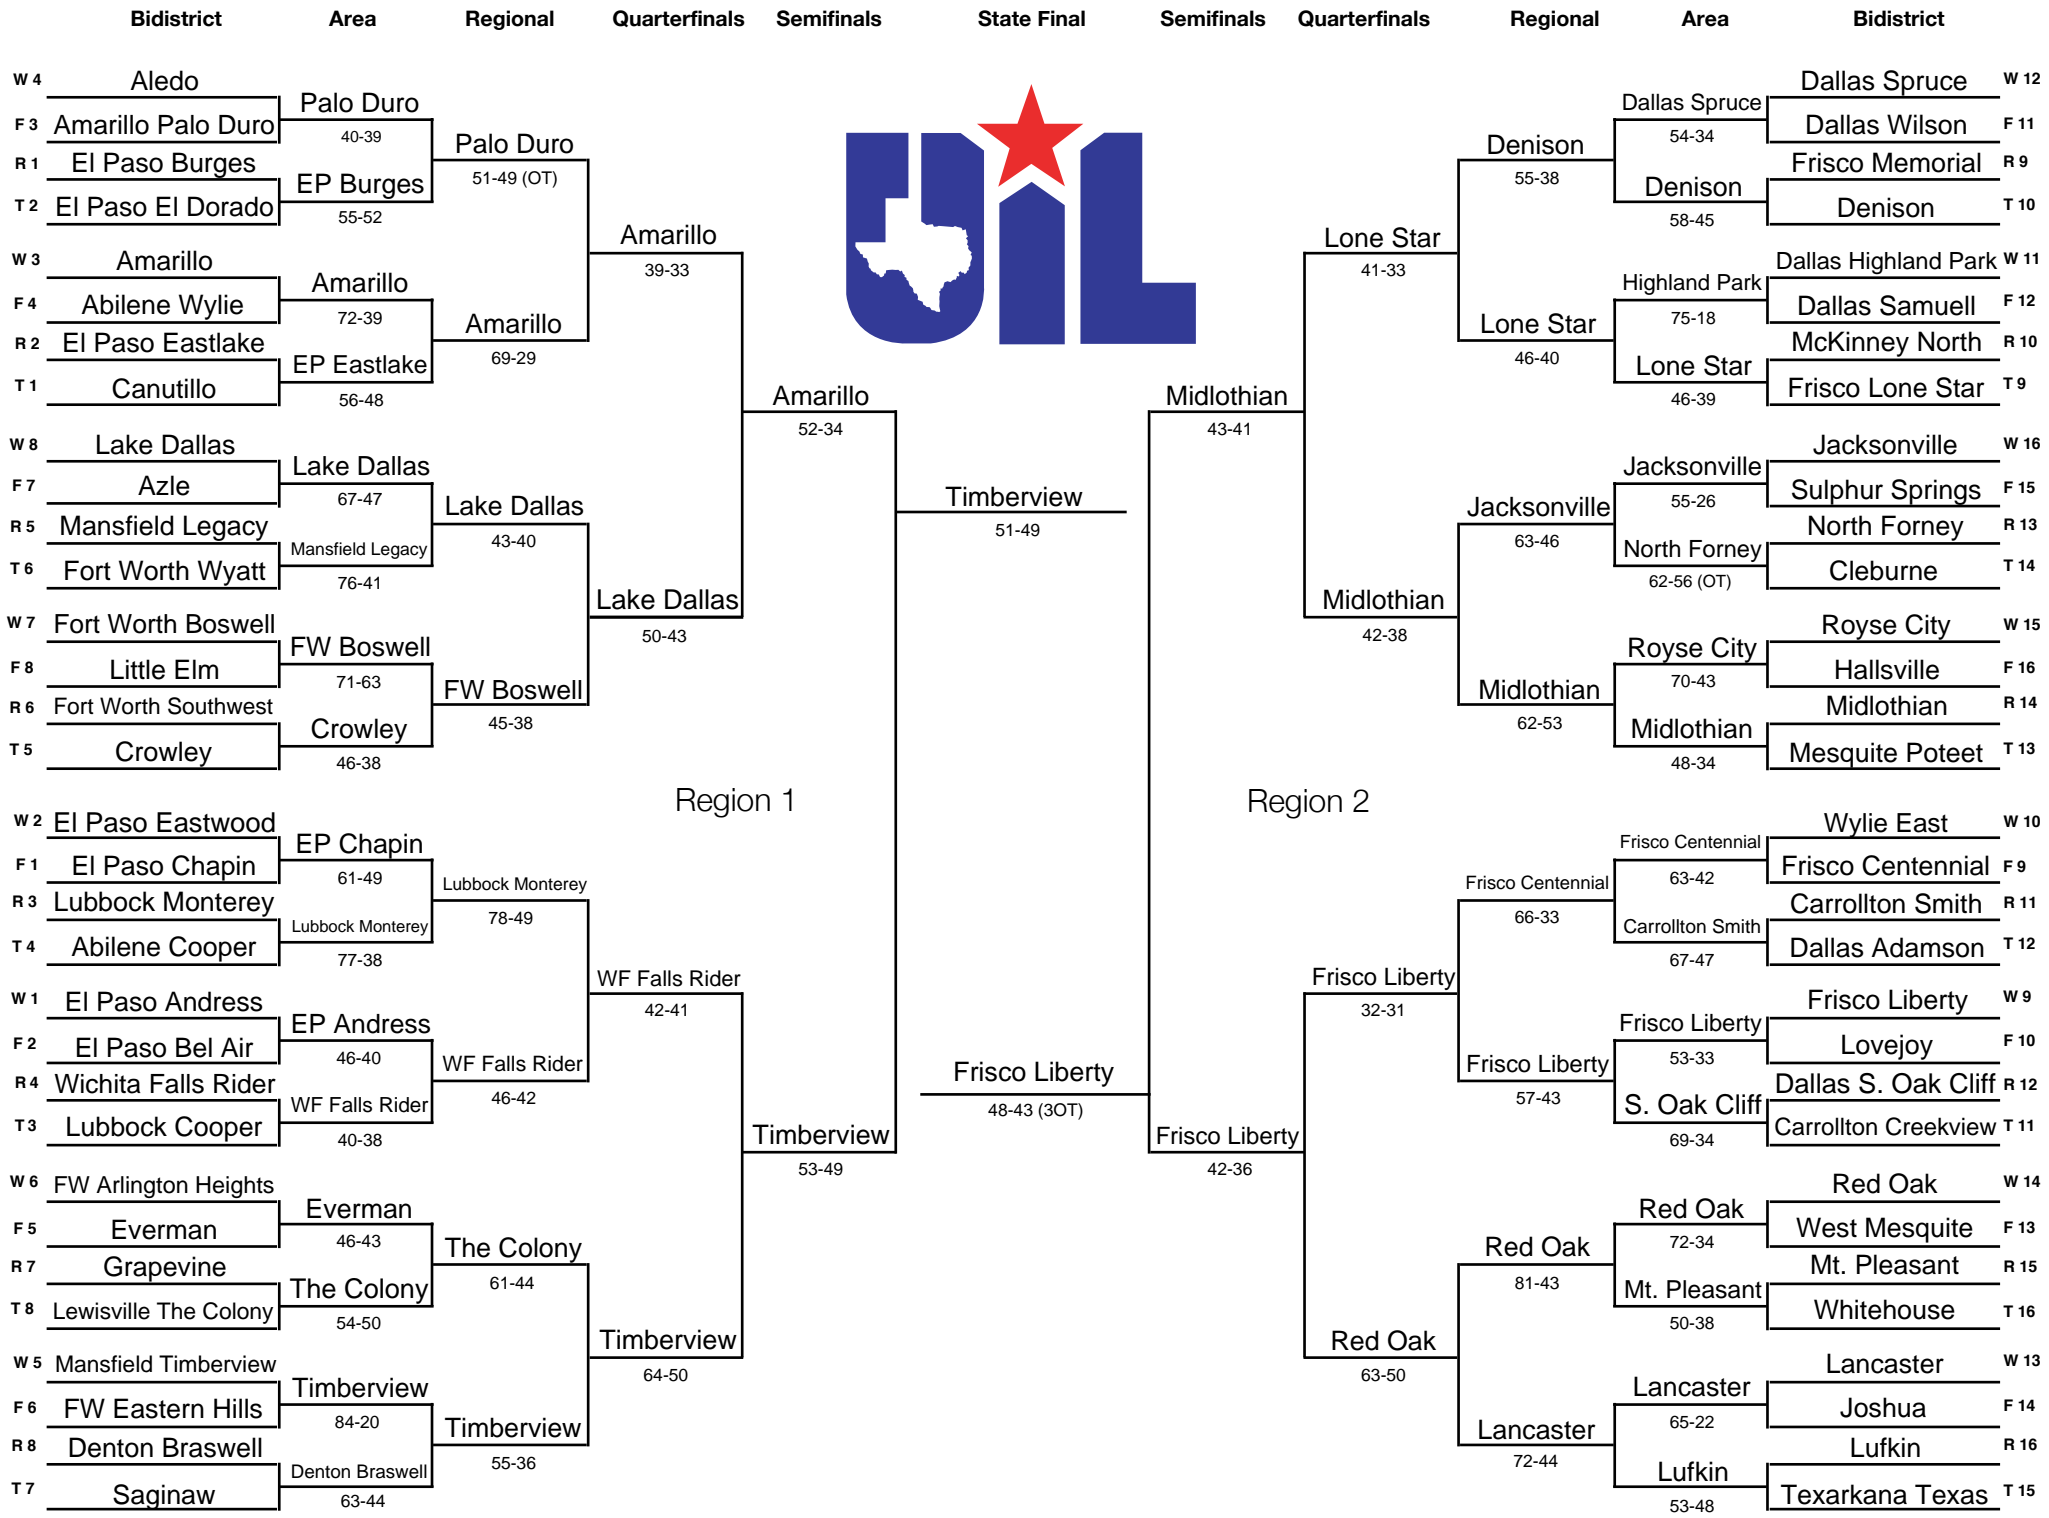 Bidistrict Area Regional Quarterfinals Semifinals State Final Semifinals Quarterfinals Regional Area Bidistrict
W 4 Aledo
F 3 Amarillo Palo Duro
R 1 El Paso Burges
T 2 El Paso El Dorado
W 3 Amarillo
F 4 Abilene Wylie
R 2 El Paso Eastlake
T 1 Canutillo
W 8 Lake Dallas
F 7 Azle
R 5 Mansfield Legacy
T 6 Fort Worth Wyatt
W 7 Fort Worth Boswell
F 8 Little Elm
R 6 Fort Worth Southwest
T 5 Crowley
W 2 El Paso Eastwood
F 1 El Paso Chapin
R 3 Lubbock Monterey
T 4 Abilene Cooper
W 1 El Paso Andress
F 2 El Paso Bel Air
R 4 Wichita Falls Rider
T 3 Lubbock Cooper
W 6 FW Arlington Heights
F 5 Everman
R 7 Grapevine
T 8 Lewisville The Colony
W 5 Mansfield Timberview
F 6 FW Eastern Hills
R 8 Denton Braswell
T 7 Saginaw
Palo Duro
40-39
EP Burges
55-52
Amarillo
72-39
EP Eastlake
56-48
Lake Dallas
67-47
Mansfield Legacy
76-41
FW Boswell
71-63
Crowley
46-38
EP Chapin
61-49
Lubbock Monterey
77-38
EP Andress
46-40
WF Falls Rider
40-38
Everman
46-43
The Colony
54-50
Timberview
84-20
Denton Braswell
63-44
Palo Duro
51-49 (OT)
Amarillo
69-29
Lake Dallas
43-40
FW Boswell
45-38
Lubbock Monterey
78-49
WF Falls Rider
46-42
The Colony
61-44
Timberview
55-36
Amarillo
39-33
Lake Dallas
50-43
Region 1
WF Falls Rider
42-41
Timberview
64-50
Amarillo
52-34
Timberview
53-49
UIL
Timberview
51-49
Frisco Liberty
48-43 (3OT)
Midlothian
43-41
Frisco Liberty
42-36
Lone Star
41-33
Midlothian
42-38
Region 2
Frisco Liberty
32-31
Red Oak
63-50
Denison
55-38
Lone Star
46-40
Jacksonville
63-46
Midlothian
62-53
Frisco Centennial
66-33
Frisco Liberty
57-43
Red Oak
81-43
Lancaster
72-44
Dallas Spruce
54-34
Denison
58-45
Highland Park
75-18
Lone Star
46-39
Jacksonville
55-26
North Forney
62-56 (OT)
Royse City
70-43
Midlothian
48-34
Frisco Centennial
63-42
Carrollton Smith
67-47
Frisco Liberty
53-33
S. Oak Cliff
69-34
Red Oak
72-34
Mt. Pleasant
50-38
Lancaster
65-22
Lufkin
53-48
Dallas Spruce W 12
Dallas Wilson F 11
Frisco Memorial R 9
Denison T 10
Dallas Highland Park W 11
Dallas Samuell F 12
McKinney North R 10
Frisco Lone Star T 9
Jacksonville W 16
Sulphur Springs F 15
North Forney R 13
Cleburne T 14
Royse City W 15
Hallsville F 16
Midlothian R 14
Mesquite Poteet T 13
Wylie East W 10
Frisco Centennial F 9
Carrollton Smith R 11
Dallas Adamson T 12
Frisco Liberty W 9
Lovejoy F 10
Dallas S. Oak Cliff R 12
Carrollton Creekview T 11
Red Oak W 14
West Mesquite F 13
Mt. Pleasant R 15
Whitehouse T 16
Lancaster W 13
Joshua F 14
Lufkin R 16
Texarkana Texas T 15